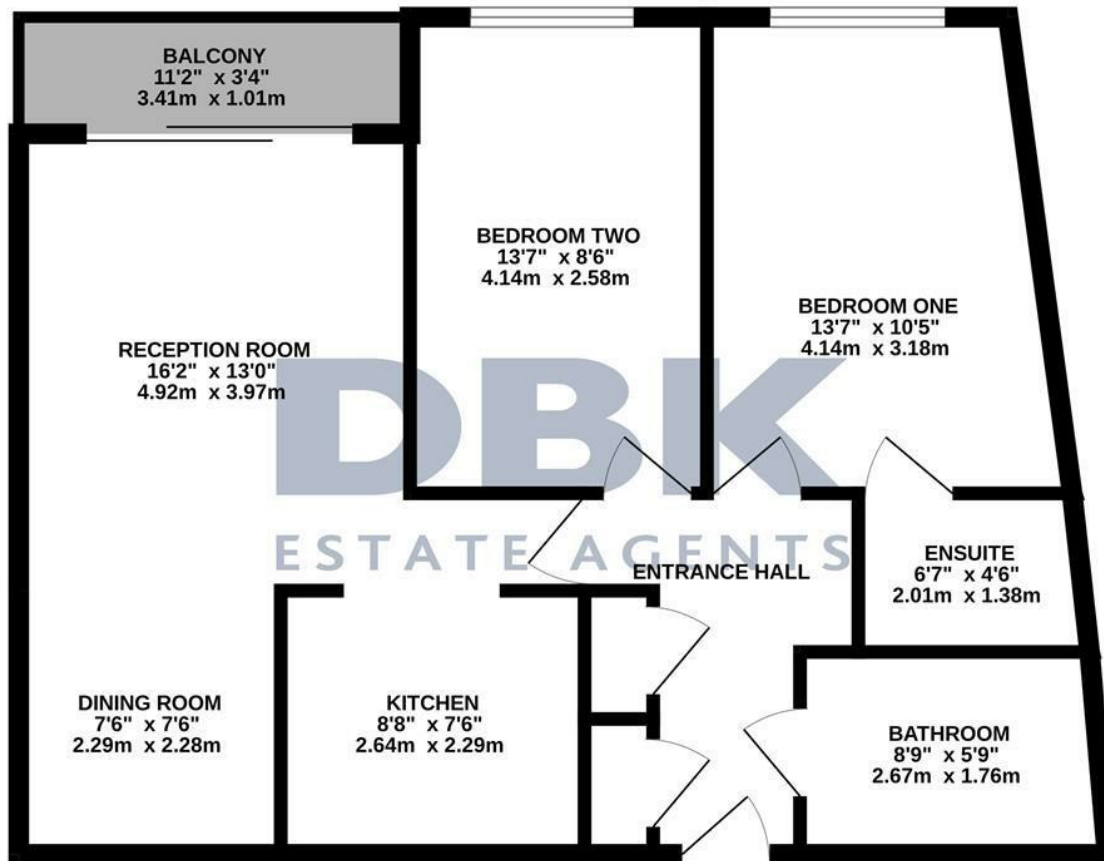 BALCONY
11'2" x 3'4"
3.41m x 1.01m
BEDROOM TWO
13'7" x 8'6"
4.14m x 2.58m
BEDROOM ONE
13'7" x 10'5"
4.14m x 3.18m
RECEPTION ROOM
16'2" x 13'0"
4.92m x 3.97m
DBK
ESTATE AGENTS
ENTRANCE HALL
ENSUITE
6'7" x 4'6"
2.01m x 1.38m
DINING ROOM
7'6" x 7'6"
2.29m x 2.28m
KITCHEN
8'8" x 7'6"
2.64m x 2.29m
BATHROOM
8'9" x 5'9"
2.67m x 1.76m